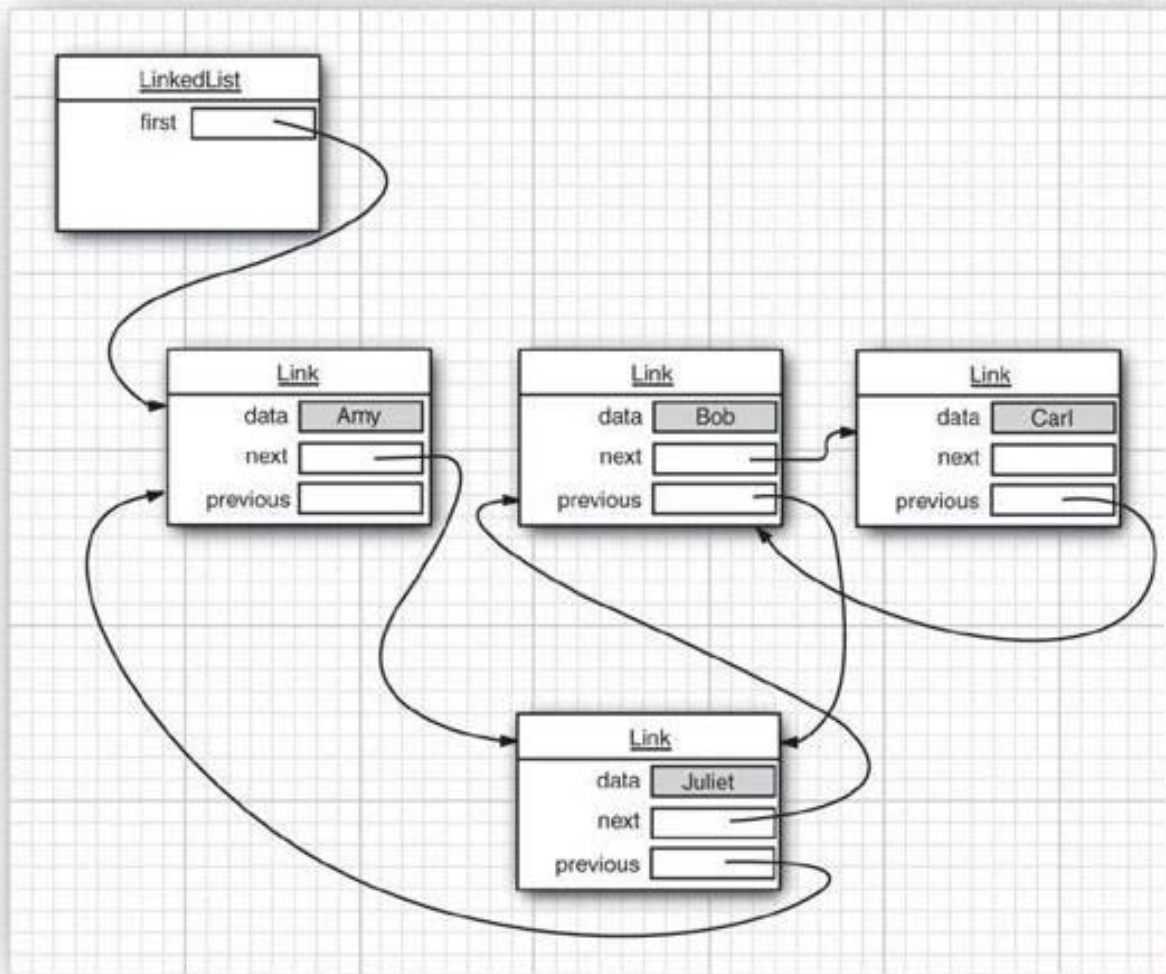 LinkedList
first
Link
data Amy
next
previous
Link
data Bob
next
previous
Link
data Carl
next
previous
Link
data Juliet
next
previous